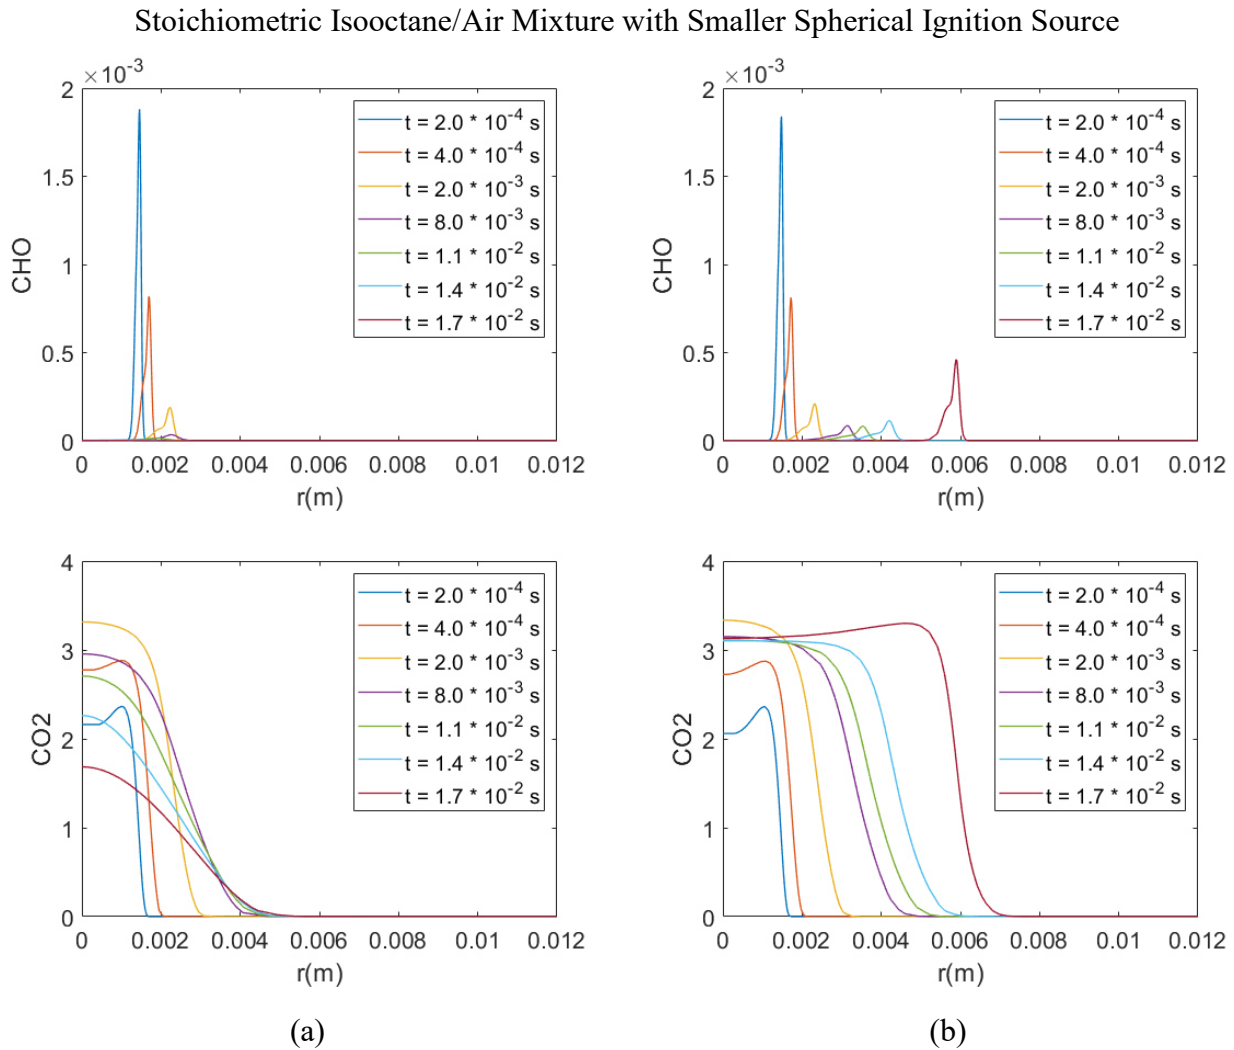 Stoichiometric Isooctane/Air Mixture with Smaller Spherical Ignition Source
×10-3
2
1.5
1
0.5
0
CHO
0 0.002 0.004 0.006 0.008 0.01 0.012
r(m)
t = 2.0 * 10-4 s
t = 4.0 * 10-4 s
t = 2.0 * 10-3 s
t = 8.0 * 10-3 s
t = 1.1 * 10-2 s
t = 1.4 * 10-2 s
t = 1.7 * 10-2 s
×10-3
2
1.5
1
0.5
0
CHO
0 0.002 0.004 0.006 0.008 0.01 0.012
r(m)
t = 2.0 * 10-4 s
t = 4.0 * 10-4 s
t = 2.0 * 10-3 s
t = 8.0 * 10-3 s
t = 1.1 * 10-2 s
t = 1.4 * 10-2 s
t = 1.7 * 10-2 s
4
3
2
1
0
CO2
0 0.002 0.004 0.006 0.008 0.01 0.012
r(m)
t = 2.0 * 10-4 s
t = 4.0 * 10-4 s
t = 2.0 * 10-3 s
t = 8.0 * 10-3 s
t = 1.1 * 10-2 s
t = 1.4 * 10-2 s
t = 1.7 * 10-2 s
4
3
2
1
0
CO2
0 0.002 0.004 0.006 0.008 0.01 0.012
r(m)
t = 2.0 * 10-4 s
t = 4.0 * 10-4 s
t = 2.0 * 10-3 s
t = 8.0 * 10-3 s
t = 1.1 * 10-2 s
t = 1.4 * 10-2 s
t = 1.7 * 10-2 s
(a)
(b)